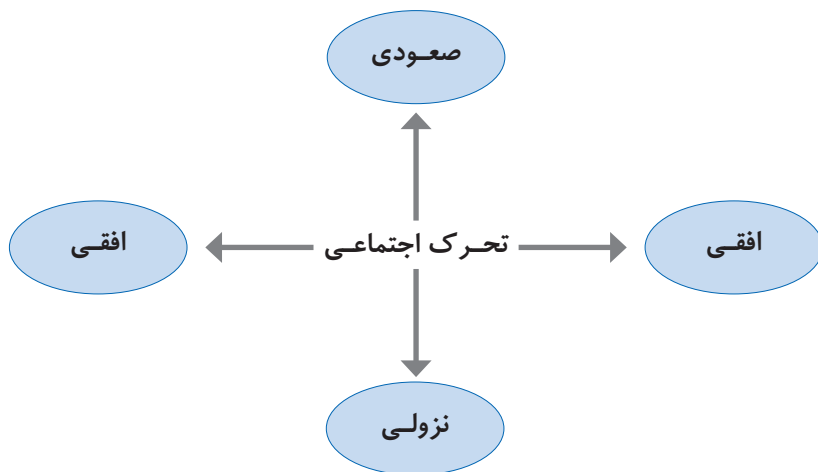 صعودی
افقی
تحرک اجتماعی
افقی
نزولی